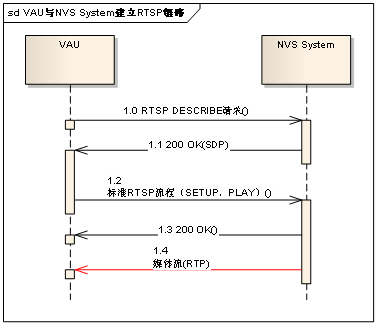 sd VAU与NVS System建立RTSP链路
VAU
NVS System
1.0 RTSP DESCRIBE请求()
1.1 200 OK(SDP)
1.2
标准RTSP流程（SETUP、PLAY）()
1.3 200 OK()
1.4
媒体流(RTP)